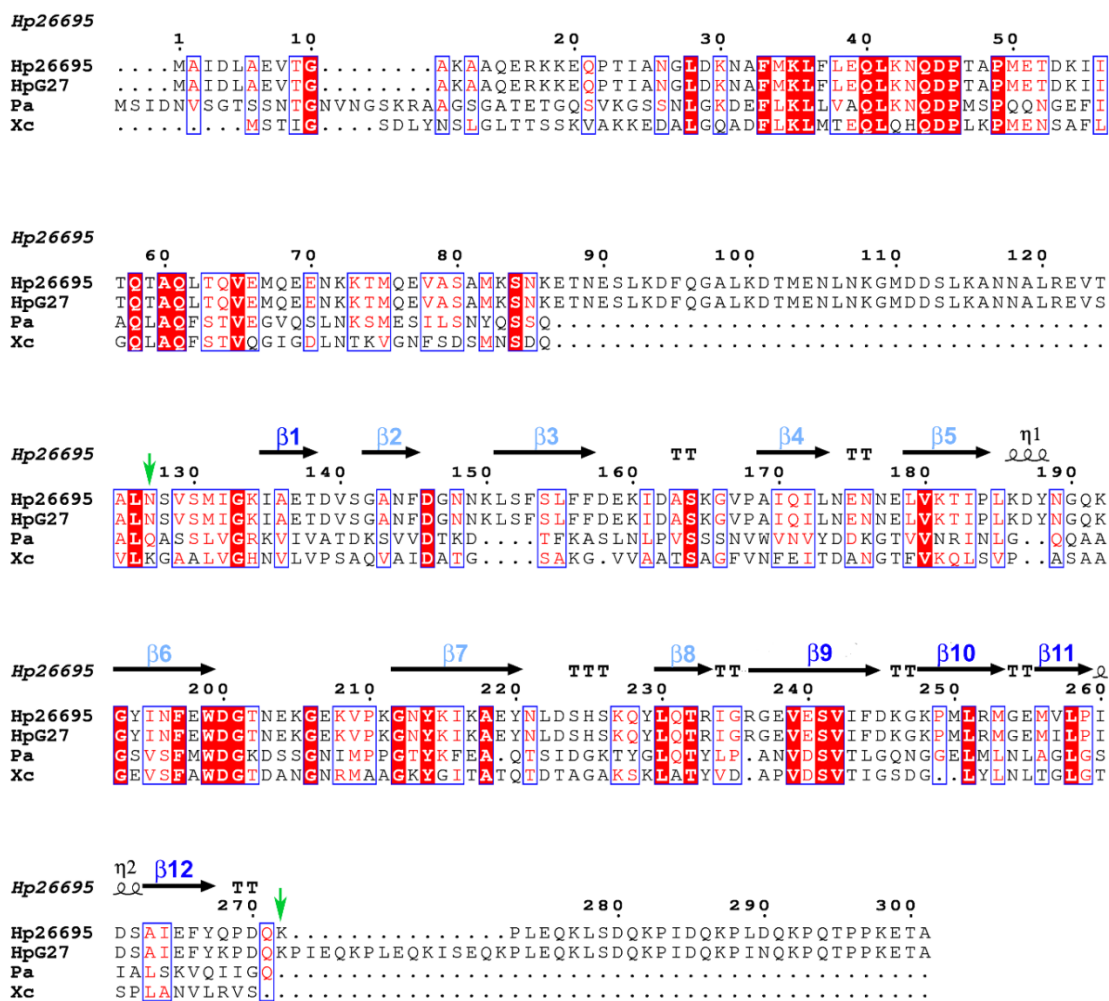 Hp26695
1 10 20 30 40 50
Hp26695 ....MAIDLAEVTG.........AKAAQERKKEQPTIANGLDKNAFMKLFLEQLKNQDPTAPMETDKII
HpG27 ....MAIDLAEVTG.........AKAAQERKKEQPTIANGLDKNAFMKLFLEQLKNQDPTAPMETDKII
Pa MSIDNVSGTSSNTGNVNGSKRAAGSGATETGQSVKGSSNLGKDEFLKLLVAQLKNQDPMSPQQNGEFI
Xc .........MSTIG....SDLYNSLGLTTSSKVAKKEDALGQADFLKLMTEQLQHQDPLKPMENSAFL
Hp26695
60 70 80 90 100 110 120
Hp26695 TQTAQLTQVEMQEENKKTMQEVASAMKSNKETNESLKDFQGALKDTMENLNKGMDDSLKANNALREVT
HpG27 TQTAQLTQVEMQEENKKTMQEVASAMKSNKETNESLKDFQGALKDTMENLNKGMDDSLKANNALREVS
Pa AQLAQFSTVEGVQSLNKSMESILSNYQSSQ......................................
Xc GQLAQFSTVQGIGDLNTKVGNFSDSMNSDQ......................................
β1 β2 β3 β4 β5 η1
Hp26695 TT TT
130 140 150 160 170 180 190
Hp26695 ALNSVSMIGKIAETDVSGANFDGNNKLSFSLFFDEKIDASKGVPAIQILNENNELVKTIPLKDYNGQK
HpG27 ALNSVSMIGKIAETDVSGANFDGNNKLSFSLFFDEKIDASKGVPAIQILNENNELVKTIPLKDYNGQK
Pa ALQASSLVGRKVIVATDKSVVDTKD....TFKASLNLPVSSSNVWVNVYDDKGTVVNRINLG..QQAA
Xc VLKGAALVGHNVLVPSAQVAIDATG....SAKG.VVAATSAGFVNFEITDANGTFVKQLSVP..ASAA
β6 β7 β8 β9 β10 β11
Hp26695 TTT TT TT TT
200 210 220 230 240 250 260
Hp26695 GYINFEWDGTNEKGEKVPKGNYKIKAEYNLDSHSKQYLQTRIGRGEVESVIFDKGKPMLRMGEMVLPI
HpG27 GYINFEWDGTNEKGEKVPKGNYKIKAEYNLDSHSKQYLQTRIGRGEVESVIFDKGKPMLRMGEMILPI
Pa GSVSFMWDGKDSSGNIMPPGTYKFEA.QTSIDGKTYGLQTYLP.ANVDSVTLGQNGGELMLNLAGLGS
Xc GEVSFAWDGTDANGNRMAAGKYGITATQTDTAGAKSKLATYVD.APVDSVTIGSDG..LYLNLTGLGT
η2 β12
Hp26695 TT
270 280 290 300
Hp26695 DSAIEFYQPDQK................PLEQKLSDQKPIDQKPLDQKPQTPPKETA
HpG27 DSAIEFYKPDQKPIEQKPLEQKISEQKPLEQKLSDQKPIDQKPINQKPQTPPKETA
Pa IALSKVQIIGQ.............................................
Xc SPLANVLRVS..............................................